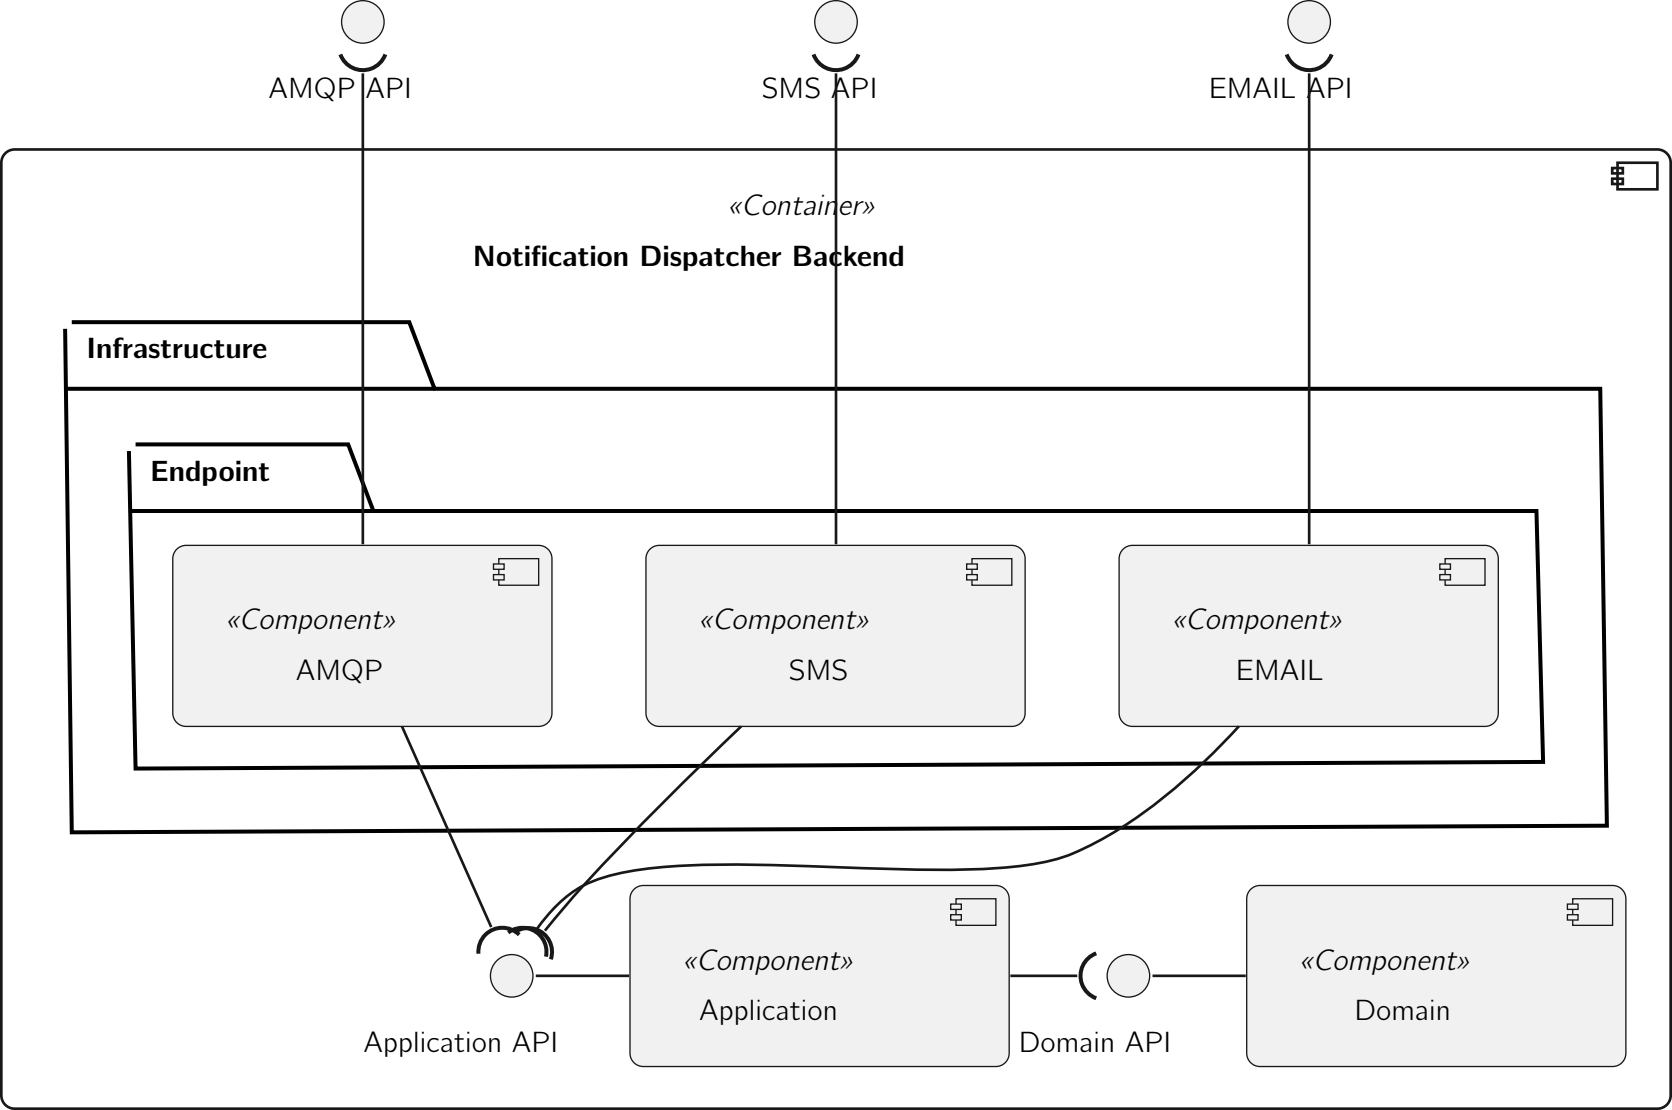 AMQP API
SMS API
EMAIL API
«Container»
Notification Dispatcher Backend
Infrastructure
Endpoint
«Component»
AMQP
«Component»
SMS
«Component»
EMAIL
«Component»
Application
«Component»
Domain
Application API
Domain API